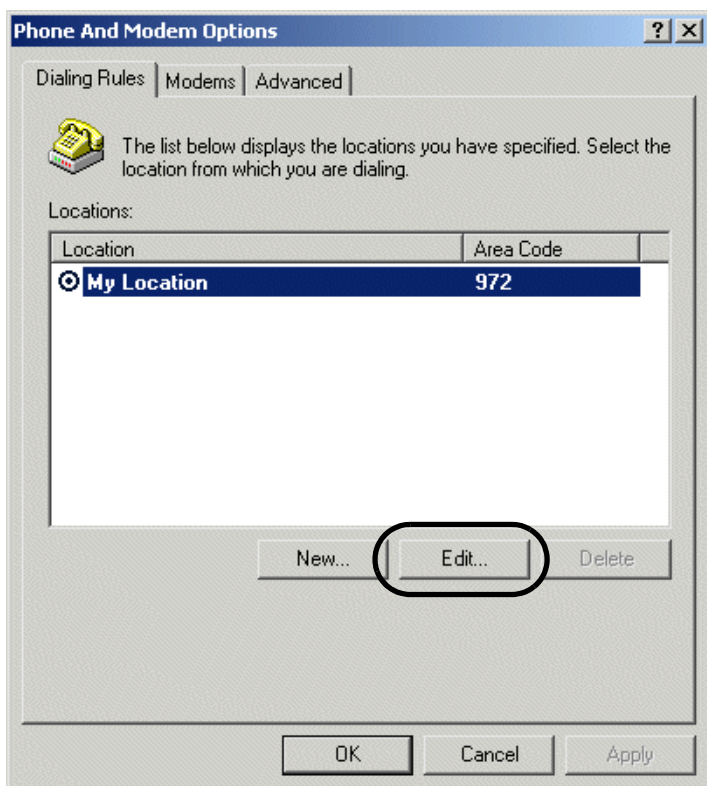 Phone And Modem Options
Dialing Rules Modems Advanced
The list below displays the locations you have specified. Select the
location from which you are dialing.
Locations:
Location Area Code
My Location 972
New... Edit... Delete
OK Cancel Apply